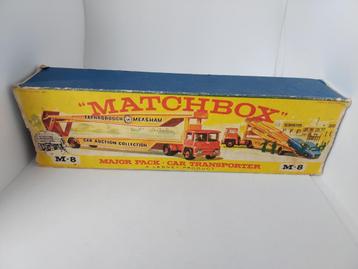 "MATCHBOX"
FARNBOROUGH MEASHAM
CAR AUCTION COLLECTION
M-8
MAJOR PACK · CAR TRANSPORTER
M-8
A LESNEY PRODUCT